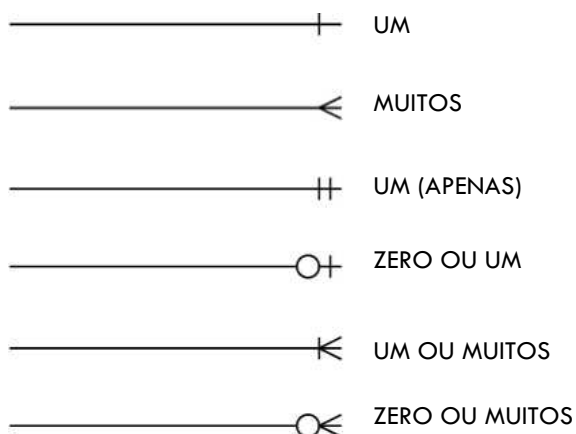 UM
MUITOS
UM (APENAS)
ZERO OU UM
UM OU MUITOS
ZERO OU MUITOS